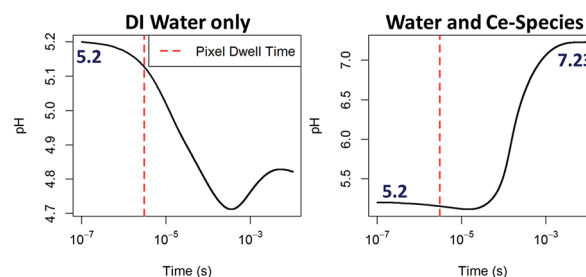 DI Water only
5.2
5.1
5.0
4.9
4.8
4.7
pH
5.2
Pixel Dwell Time
10⁻⁷
10⁻⁵
10⁻³
Time (s)
Water and Ce-Species
7.0
6.5
6.0
5.5
pH
5.2
7.23
10⁻⁷
10⁻⁵
10⁻³
Time (s)